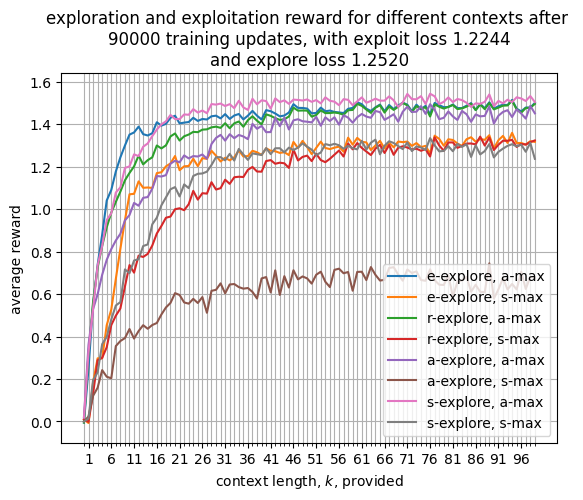 exploration and exploitation reward for different contexts after
90000 training updates, with exploit loss 1.2244
and explore loss 1.2520
1.6
1.4
1.2
1.0
0.8
0.6
0.4
0.2
0.0
average reward
e-explore, a-max
e-explore, s-max
r-explore, a-max
r-explore, s-max
a-explore, a-max
a-explore, s-max
s-explore, a-max
s-explore, s-max
1 6 11 16 21 26 31 36 41 46 51 56 61 66 71 76 81 86 91 96
context length, k, provided